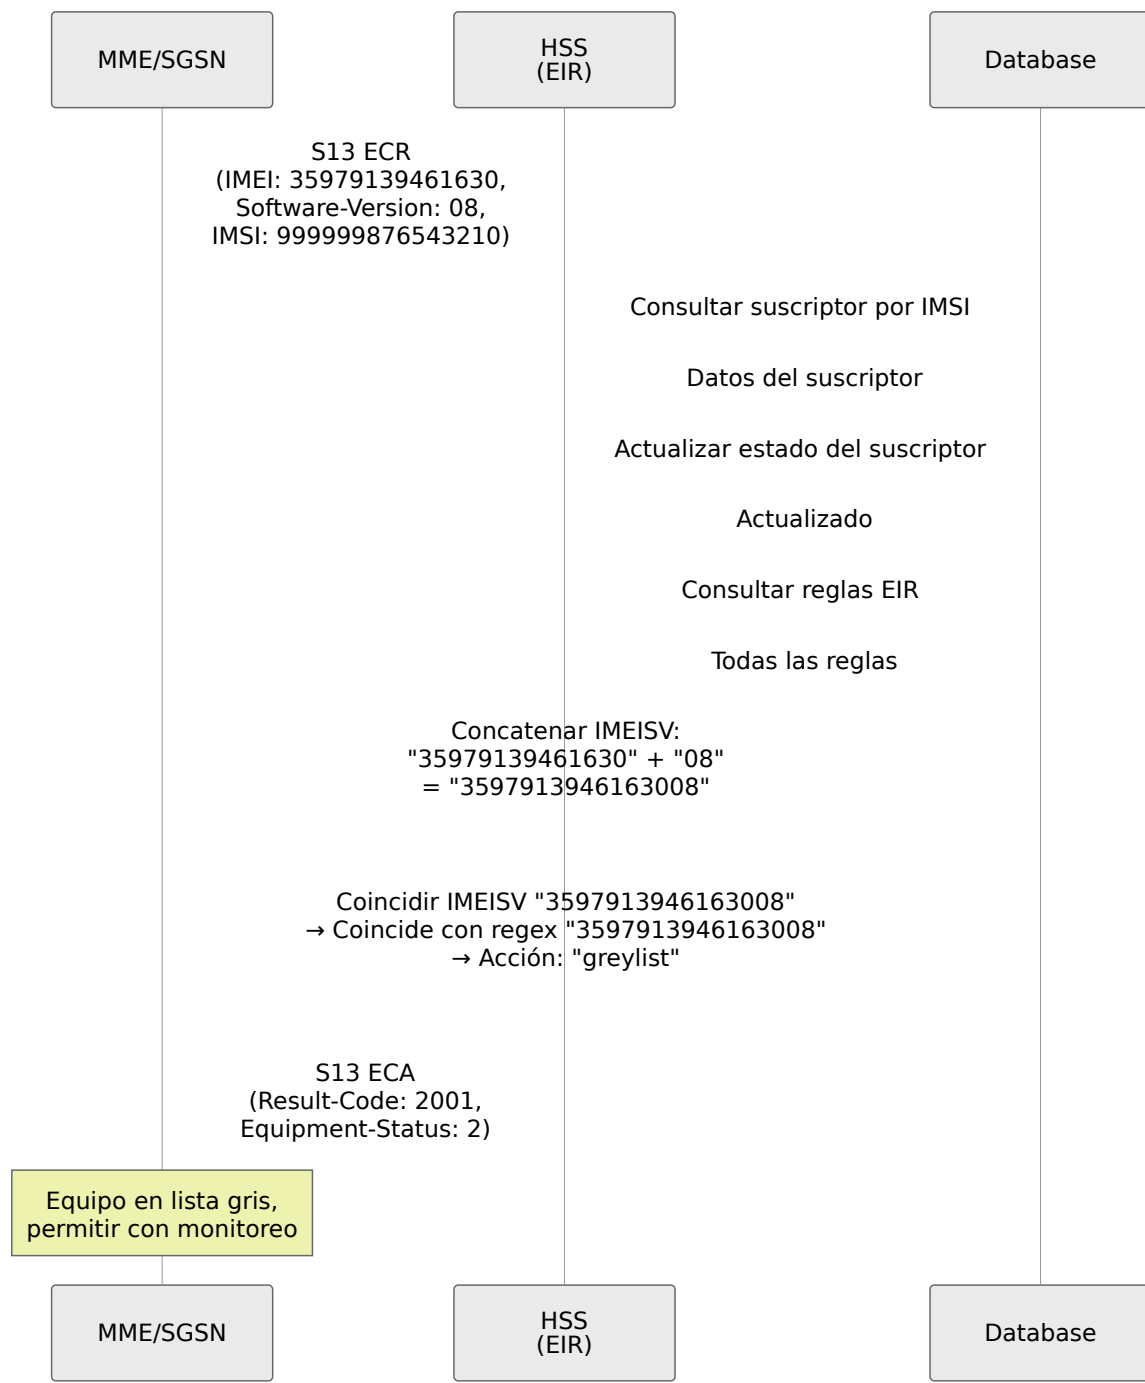 MME/SGSN
HSS
(EIR)
Database
S13 ECR
(IMEI: 35979139461630,
Software-Version: 08,
IMSI: 999999876543210)
Consultar suscriptor por IMSI
Datos del suscriptor
Actualizar estado del suscriptor
Actualizado
Consultar reglas EIR
Todas las reglas
Concatenar IMEISV:
"35979139461630" + "08"
= "3597913946163008"
Coincidir IMEISV "3597913946163008"
→ Coincide con regex "3597913946163008"
→ Acción: "greylist"
S13 ECA
(Result-Code: 2001,
Equipment-Status: 2)
Equipo en lista gris,
permitir con monitoreo
MME/SGSN
HSS
(EIR)
Database